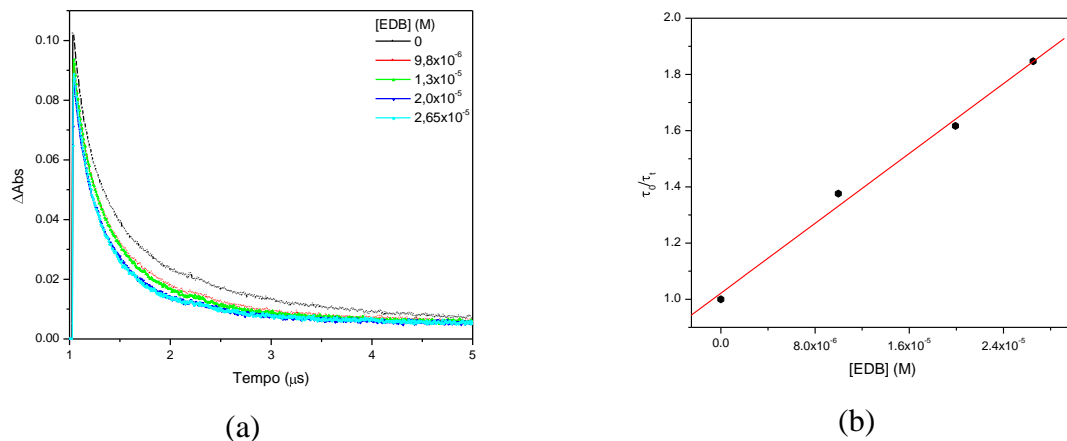 [EDB] (M)
0
9,8x10⁻⁶
1,3x10⁻⁵
2,0x10⁻⁵
2,65x10⁻⁵
0.10
0.08
0.06
0.04
0.02
0.00
ΔAbs
1 2 3 4 5
Tempo (μs)
(a)
2.0
1.8
1.6
1.4
1.2
1.0
τ₀/τₜ
0.0 8.0x10⁻⁶ 1.6x10⁻⁵ 2.4x10⁻⁵
[EDB] (M)
(b)